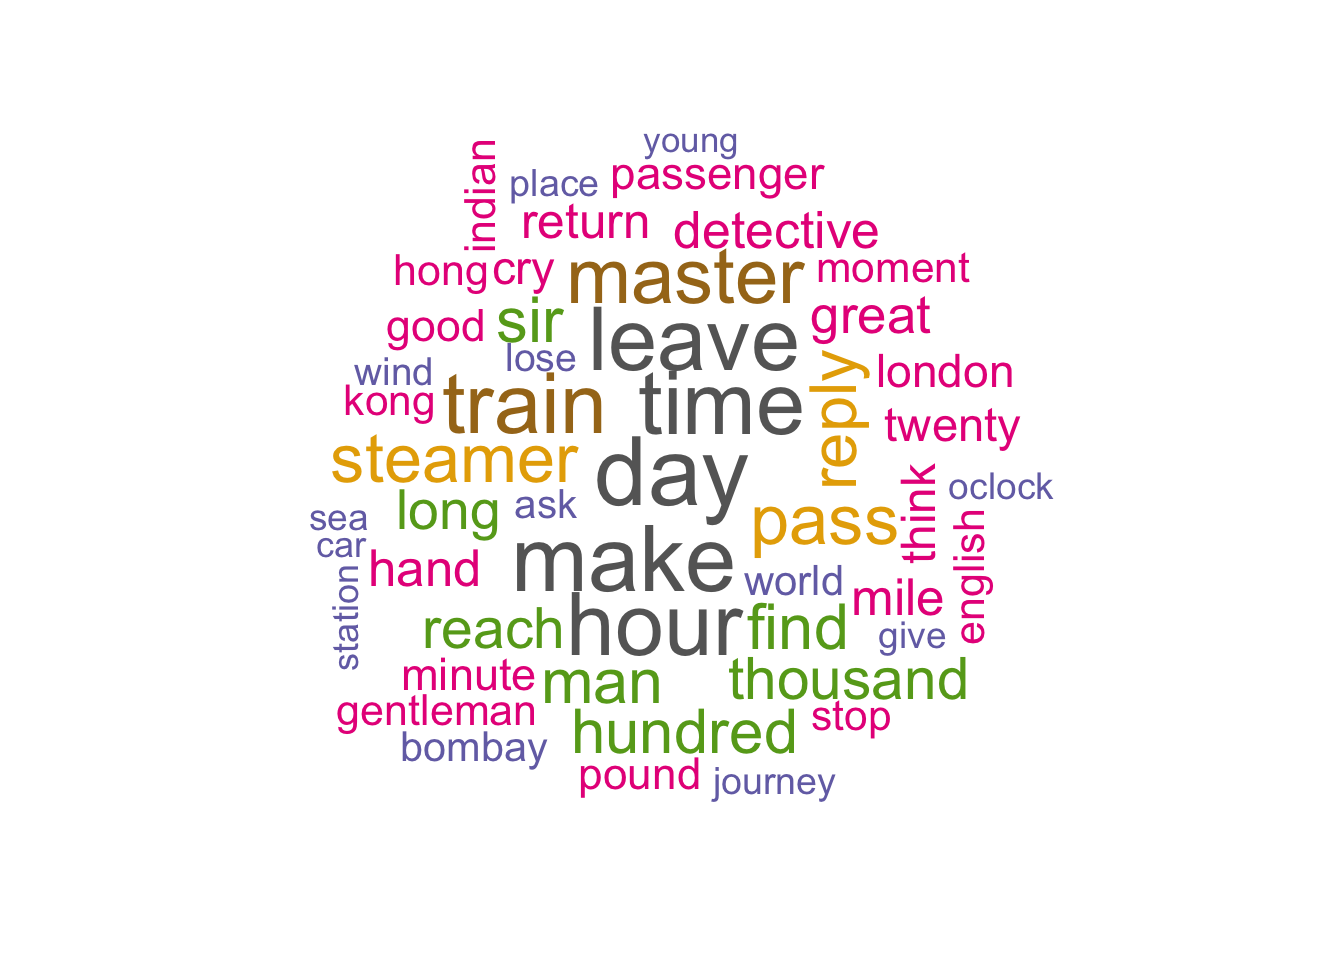 young
place passenger
indian
return detective
hong cry master moment
good sir leave great
wind lose london
kong train time reply twenty
steamer day
sea long ask pass think oclock
car hand make world mile english
station reach hour find give
minute man thousand
gentleman hundred stop
bombay
pound journey